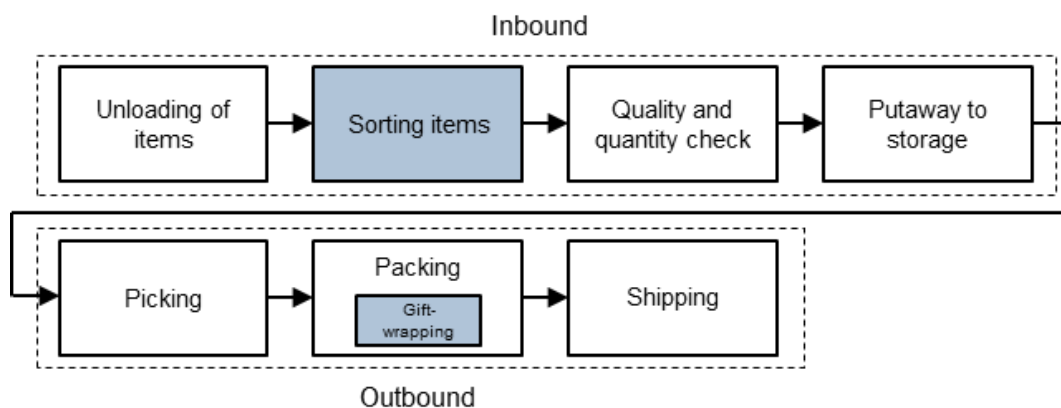 Inbound
Unloading of
items
Sorting items
Quality and
quantity check
Putaway to
storage
Picking
Packing
Gift-
wrapping
Shipping
Outbound